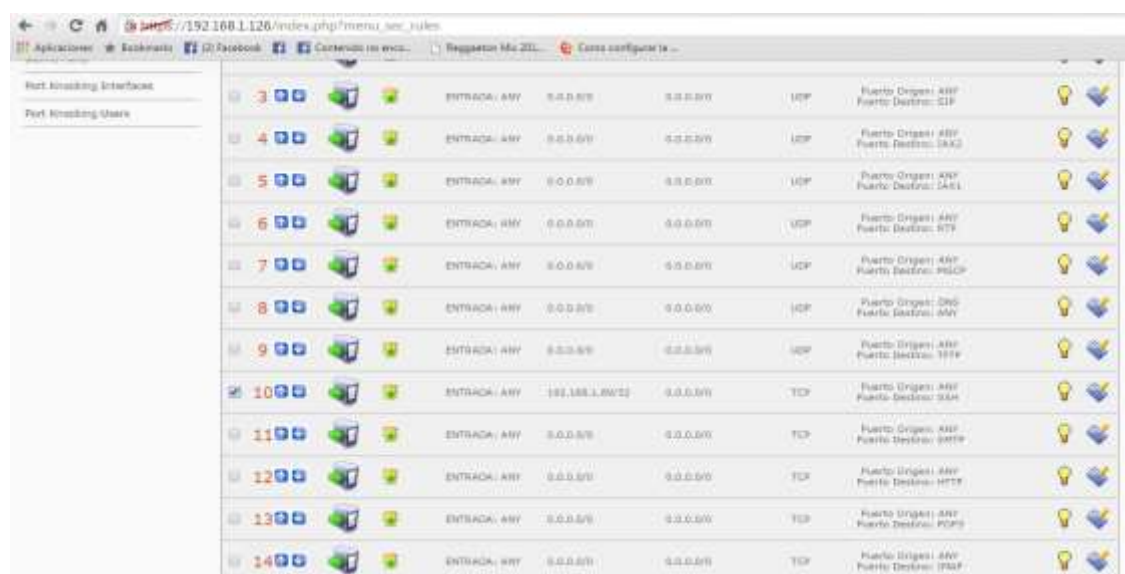 https://192.168.1.126/index.php?menu=sec_rules
Aplicaciones Bookmarks (2) Facebook Contenido no enco... Reggaeton Mix 201... Como configurar la ...
Port Knocking Interfaces
Port Knocking Users
3 ENTRADA: ANY 0.0.0.0/0 0.0.0.0/0 UDP Puerto Origen: ANY
Puerto Destino: SIP
4 ENTRADA: ANY 0.0.0.0/0 0.0.0.0/0 UDP Puerto Origen: ANY
Puerto Destino: IAX2
5 ENTRADA: ANY 0.0.0.0/0 0.0.0.0/0 UDP Puerto Origen: ANY
Puerto Destino: IAX1
6 ENTRADA: ANY 0.0.0.0/0 0.0.0.0/0 UDP Puerto Origen: ANY
Puerto Destino: RTP
7 ENTRADA: ANY 0.0.0.0/0 0.0.0.0/0 UDP Puerto Origen: ANY
Puerto Destino: MGCP
8 ENTRADA: ANY 0.0.0.0/0 0.0.0.0/0 UDP Puerto Origen: DNS
Puerto Destino: ANY
9 ENTRADA: ANY 0.0.0.0/0 0.0.0.0/0 UDP Puerto Origen: ANY
Puerto Destino: TFTP
10 ENTRADA: ANY 0.0.0.0/0 TCP Puerto Origen: ANY
Puerto Destino: SSH
11 ENTRADA: ANY 0.0.0.0/0 0.0.0.0/0 TCP Puerto Origen: ANY
Puerto Destino: SMTP
12 ENTRADA: ANY 0.0.0.0/0 0.0.0.0/0 TCP Puerto Origen: ANY
Puerto Destino: HTTP
13 ENTRADA: ANY 0.0.0.0/0 0.0.0.0/0 TCP Puerto Origen: ANY
Puerto Destino: POP3
14 ENTRADA: ANY 0.0.0.0/0 0.0.0.0/0 TCP Puerto Origen: ANY
Puerto Destino: IMAP